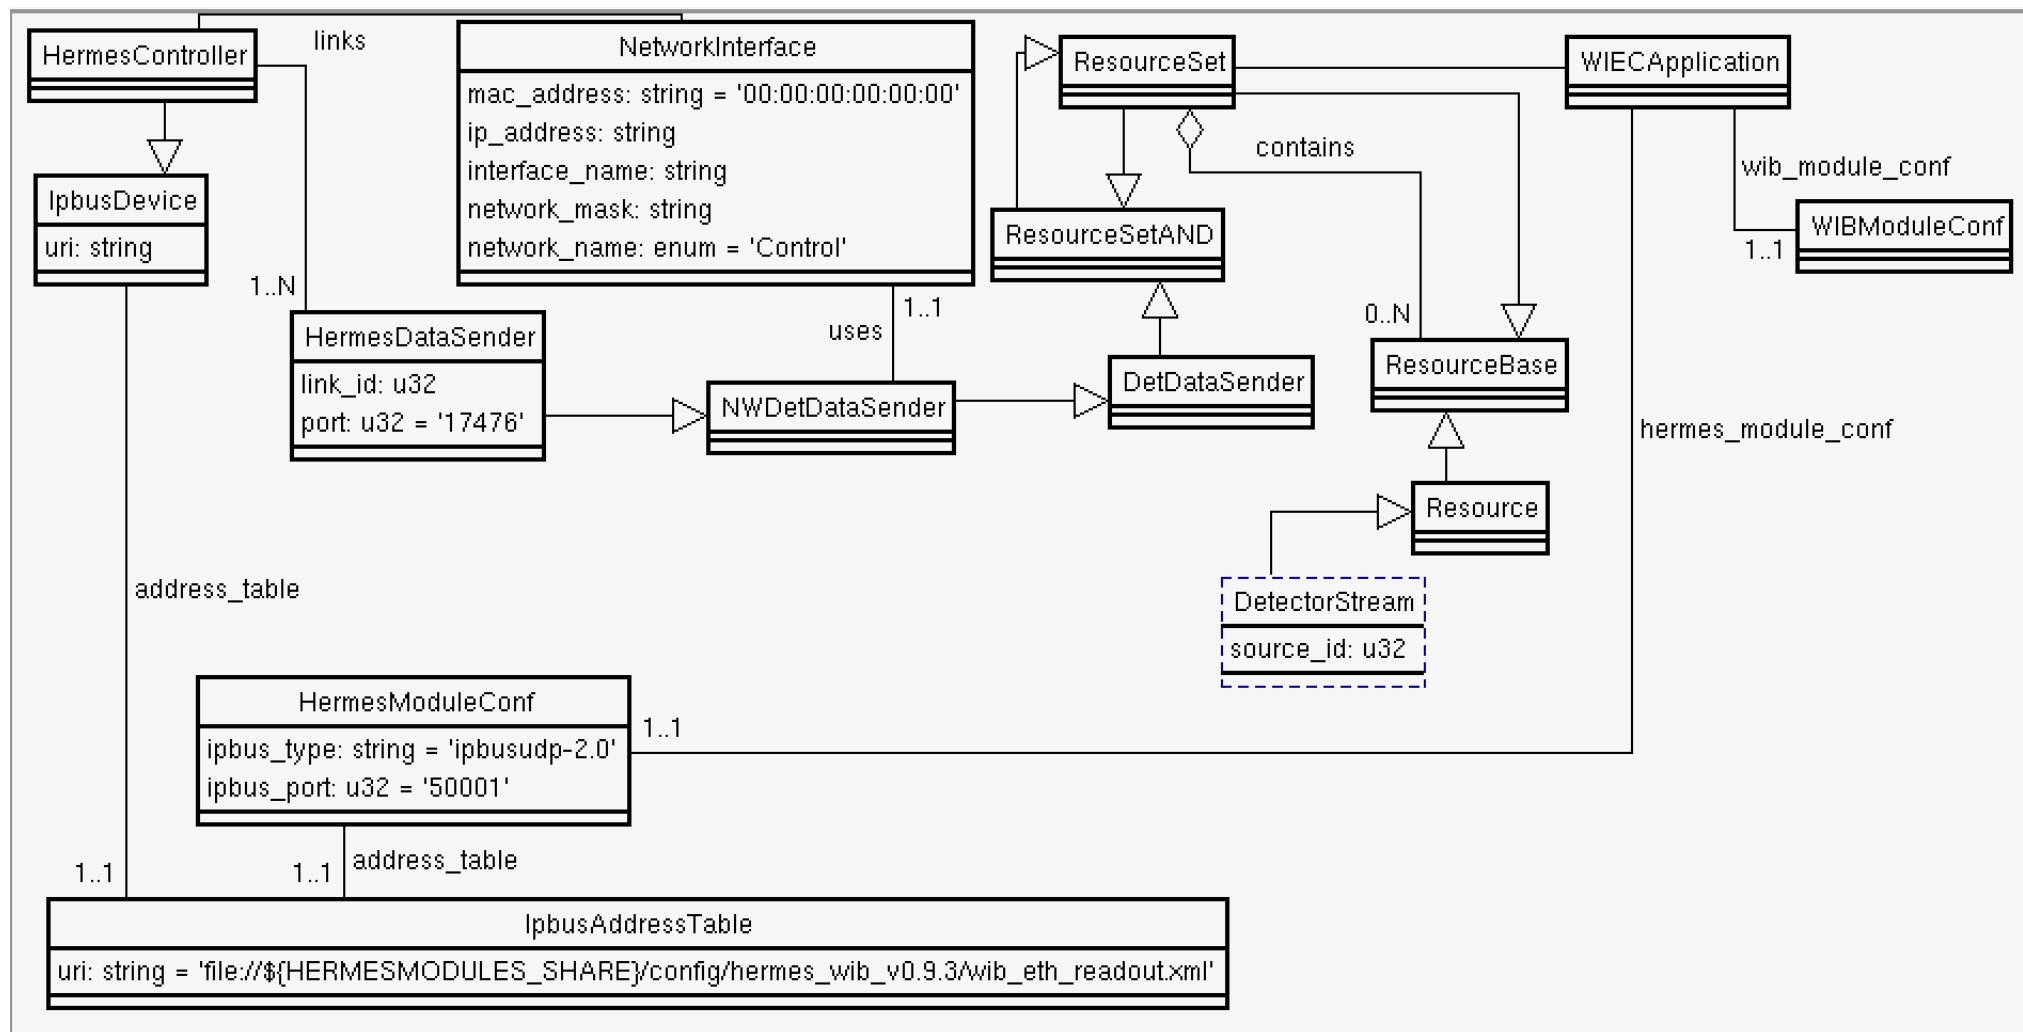 HermesController
links
NetworkInterface
mac_address: string = '00:00:00:00:00:00'
ip_address: string
interface_name: string
network_mask: string
network_name: enum = 'Control'
ResourceSet
WIECApplication
contains
wib_module_conf
IpbusDevice
uri: string
ResourceSetAND
WIBModuleConf
1..1
1..N
1..1
uses
0..N
HermesDataSender
link_id: u32
port: u32 = '17476'
NWDetDataSender
DetDataSender
ResourceBase
hermes_module_conf
Resource
address_table
DetectorStream
source_id: u32
HermesModuleConf
ipbus_type: string = 'ipbusudp-2.0'
ipbus_port: u32 = '50001'
1..1
1..1
1..1
address_table
IpbusAddressTable
uri: string = 'file://${HERMESMODULES_SHARE}/config/hermes_wib_v0.9.3/wib_eth_readout.xml'